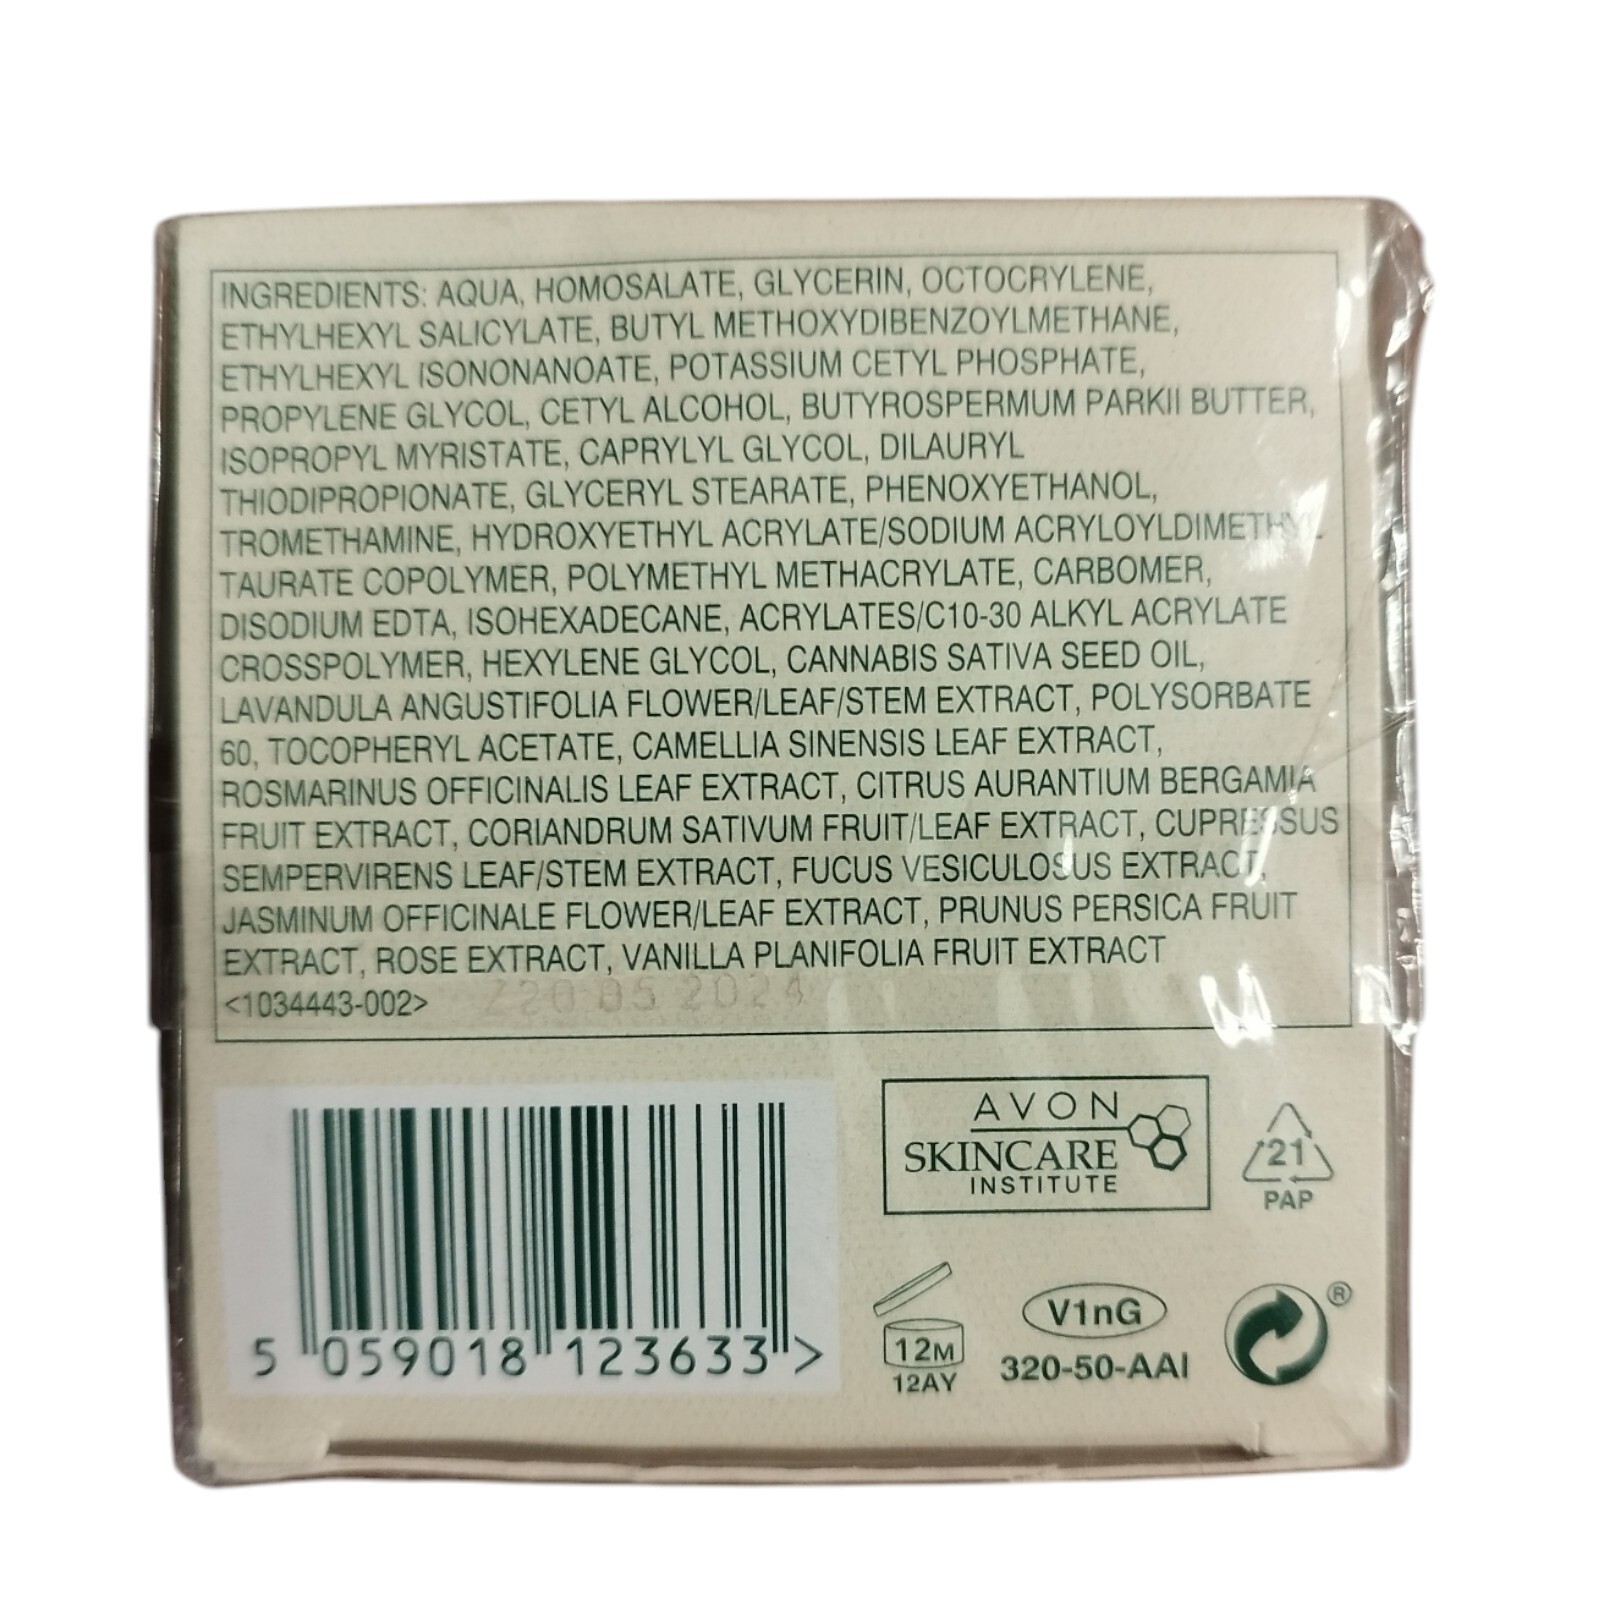 INGREDIENTS: AQUA, HOMOSALATE, GLYCERIN, OCTOCRYLENE,
ETHYLHEXYL SALICYLATE, BUTYL METHOXYDIBENZOYLMETHANE,
ETHYLHEXYL ISONONANOATE, POTASSIUM CETYL PHOSPHATE,
PROPYLENE GLYCOL, CETYL ALCOHOL, BUTYROSPERMUM PARKII BUTTER,
ISOPROPYL MYRISTATE, CAPRYLYL GLYCOL, DILAURYL
THIODIPROPIONATE, GLYCERYL STEARATE, PHENOXYETHANOL,
TROMETHAMINE, HYDROXYETHYL ACRYLATE/SODIUM ACRYLOYLDIMETHYL
TAURATE COPOLYMER, POLYMETHYL METHACRYLATE, CARBOMER,
DISODIUM EDTA, ISOHEXADECANE, ACRYLATES/C10-30 ALKYL ACRYLATE
CROSSPOLYMER, HEXYLENE GLYCOL, CANNABIS SATIVA SEED OIL,
LAVANDULA ANGUSTIFOLIA FLOWER/LEAF/STEM EXTRACT, POLYSORBATE
60, TOCOPHERYL ACETATE, CAMELLIA SINENSIS LEAF EXTRACT,
ROSMARINUS OFFICINALIS LEAF EXTRACT, CITRUS AURANTIUM BERGAMIA
FRUIT EXTRACT, CORIANDRUM SATIVUM FRUIT/LEAF EXTRACT, CUPRESSUS
SEMPERVIRENS LEAF/STEM EXTRACT, FUCUS VESICULOSUS EXTRACT,
JASMINUM OFFICINALE FLOWER/LEAF EXTRACT, PRUNUS PERSICA FRUIT
EXTRACT, ROSE EXTRACT, VANILLA PLANIFOLIA FRUIT EXTRACT
<1034443-002> Z20 05 2024
AVON
SKINCARE
INSTITUTE
21
PAP
5 059018 123633 >
12M
12AY
V1nG
320-50-AAI
®